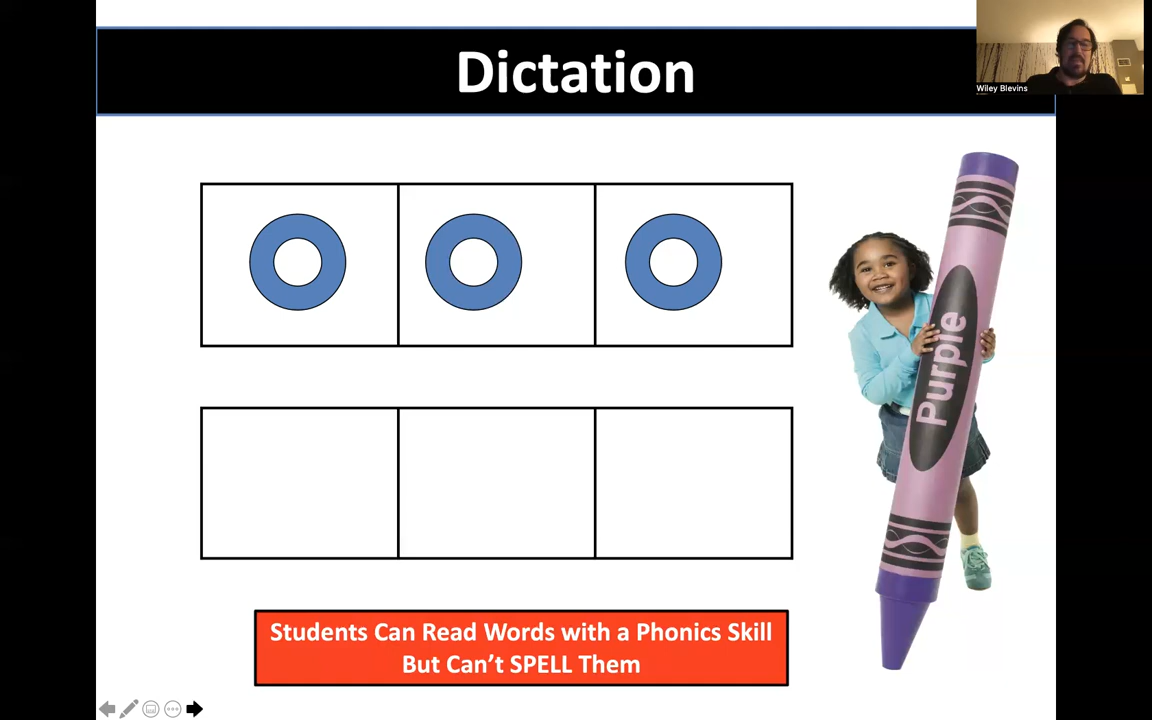 Dictation
Wiley Blevins
Purple
Students Can Read Words with a Phonics Skill
But Can't SPELL Them